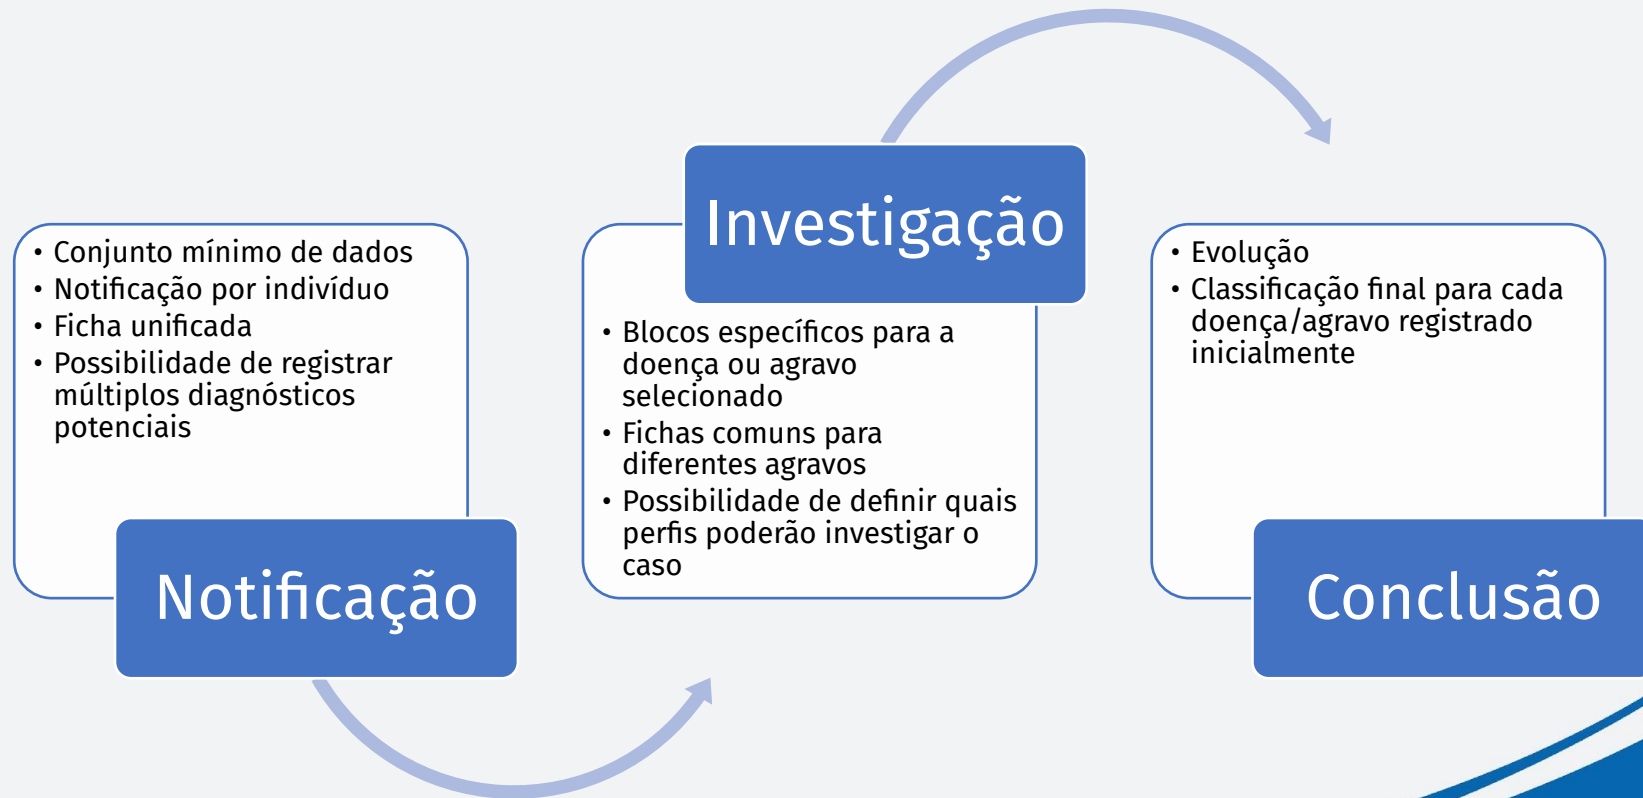 • Conjunto mínimo de dados
• Notificação por indivíduo
• Ficha unificada
• Possibilidade de registrar
múltiplos diagnósticos
potenciais
Notificação
Investigação
• Blocos específicos para a
doença ou agravo
selecionado
• Fichas comuns para
diferentes agravos
• Possibilidade de definir quais
perfis poderão investigar o
caso
• Evolução
• Classificação final para cada
doença/agravo registrado
inicialmente
Conclusão